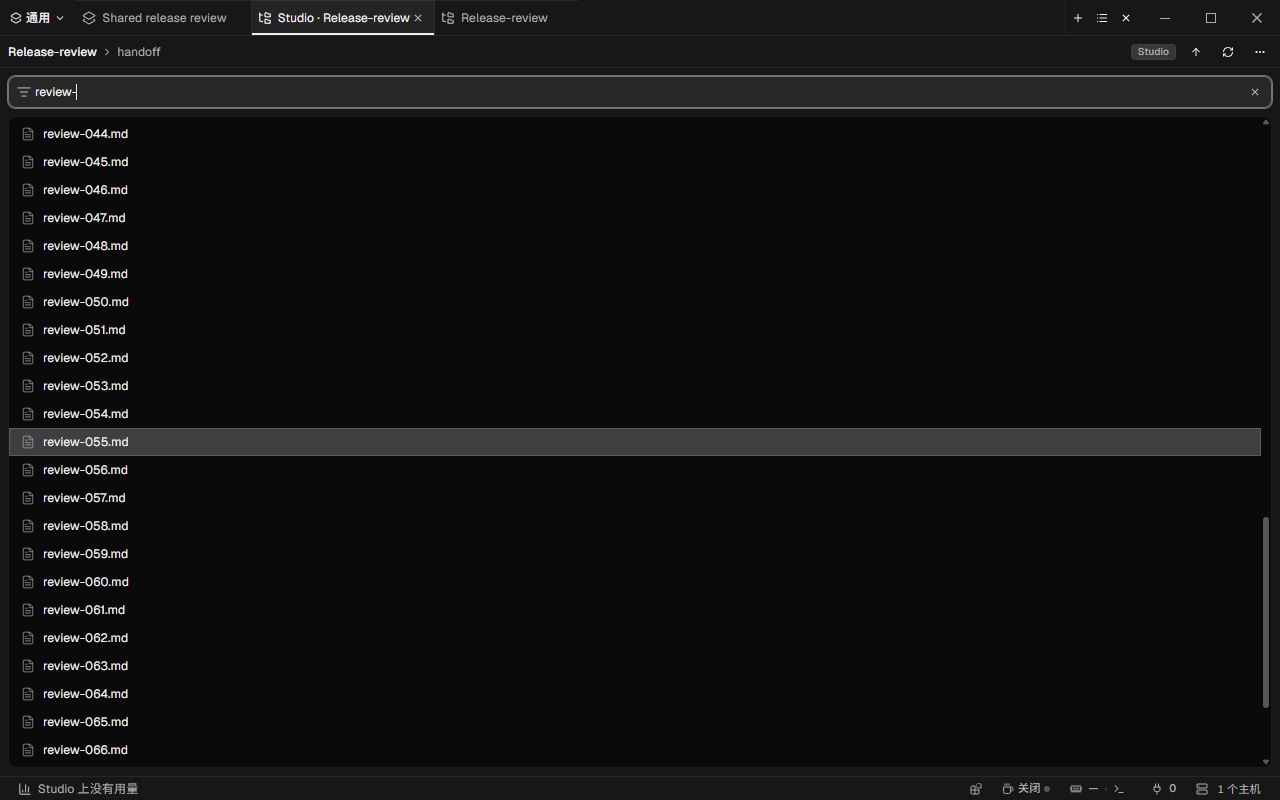 通用
Shared release review
Studio · Release-review
Release-review
Release-review > handoff
Studio
review-
review-044.md
review-045.md
review-046.md
review-047.md
review-048.md
review-049.md
review-050.md
review-051.md
review-052.md
review-053.md
review-054.md
review-055.md
review-056.md
review-057.md
review-058.md
review-059.md
review-060.md
review-061.md
review-062.md
review-063.md
review-064.md
review-065.md
review-066.md
Studio 上没有用量
关闭
— ·
0
1 个主机